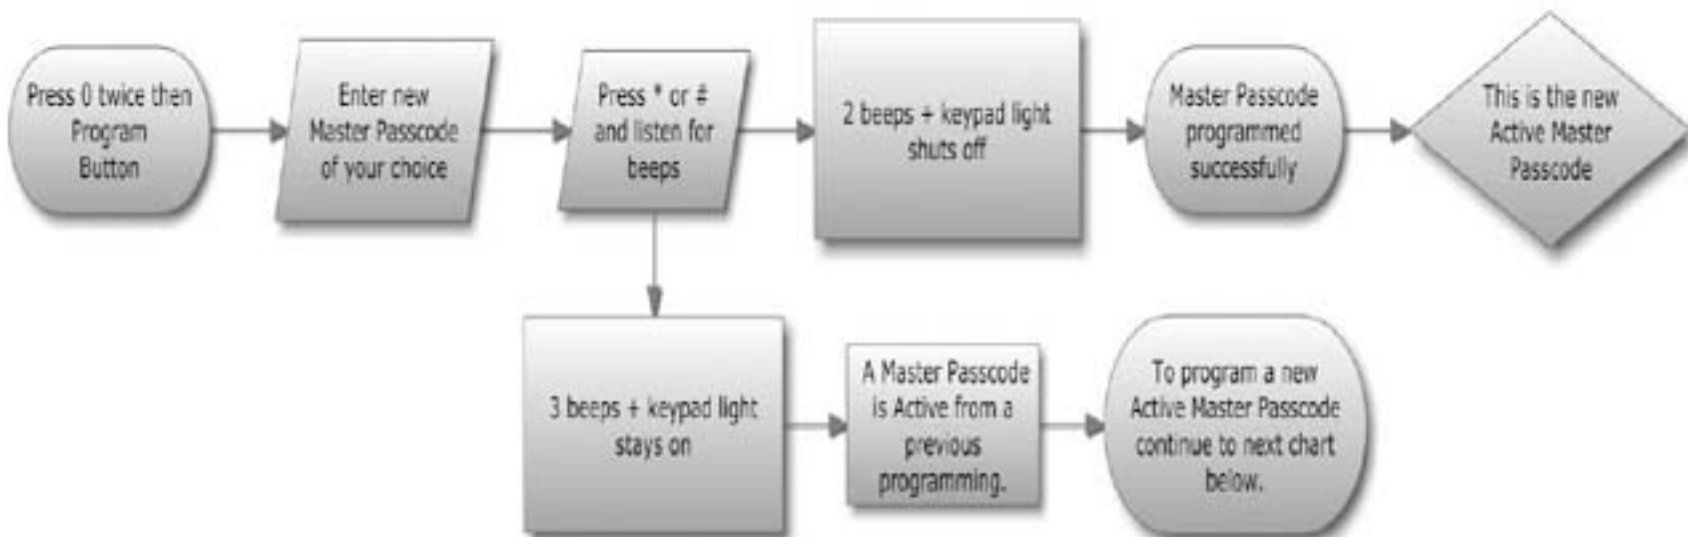 Press 0 twice then
Program
Button
Enter new
Master Passcode
of your choice
Press * or #
and listen for
beeps
2 beeps + keypad light
shuts off
Master Passcode
programmed
successfully
This is the new
Active Master
Passcode
3 beeps + keypad light
stays on
A Master Passcode
is Active from a
previous
programming.
To program a new
Active Master Passcode
continue to next chart
below.